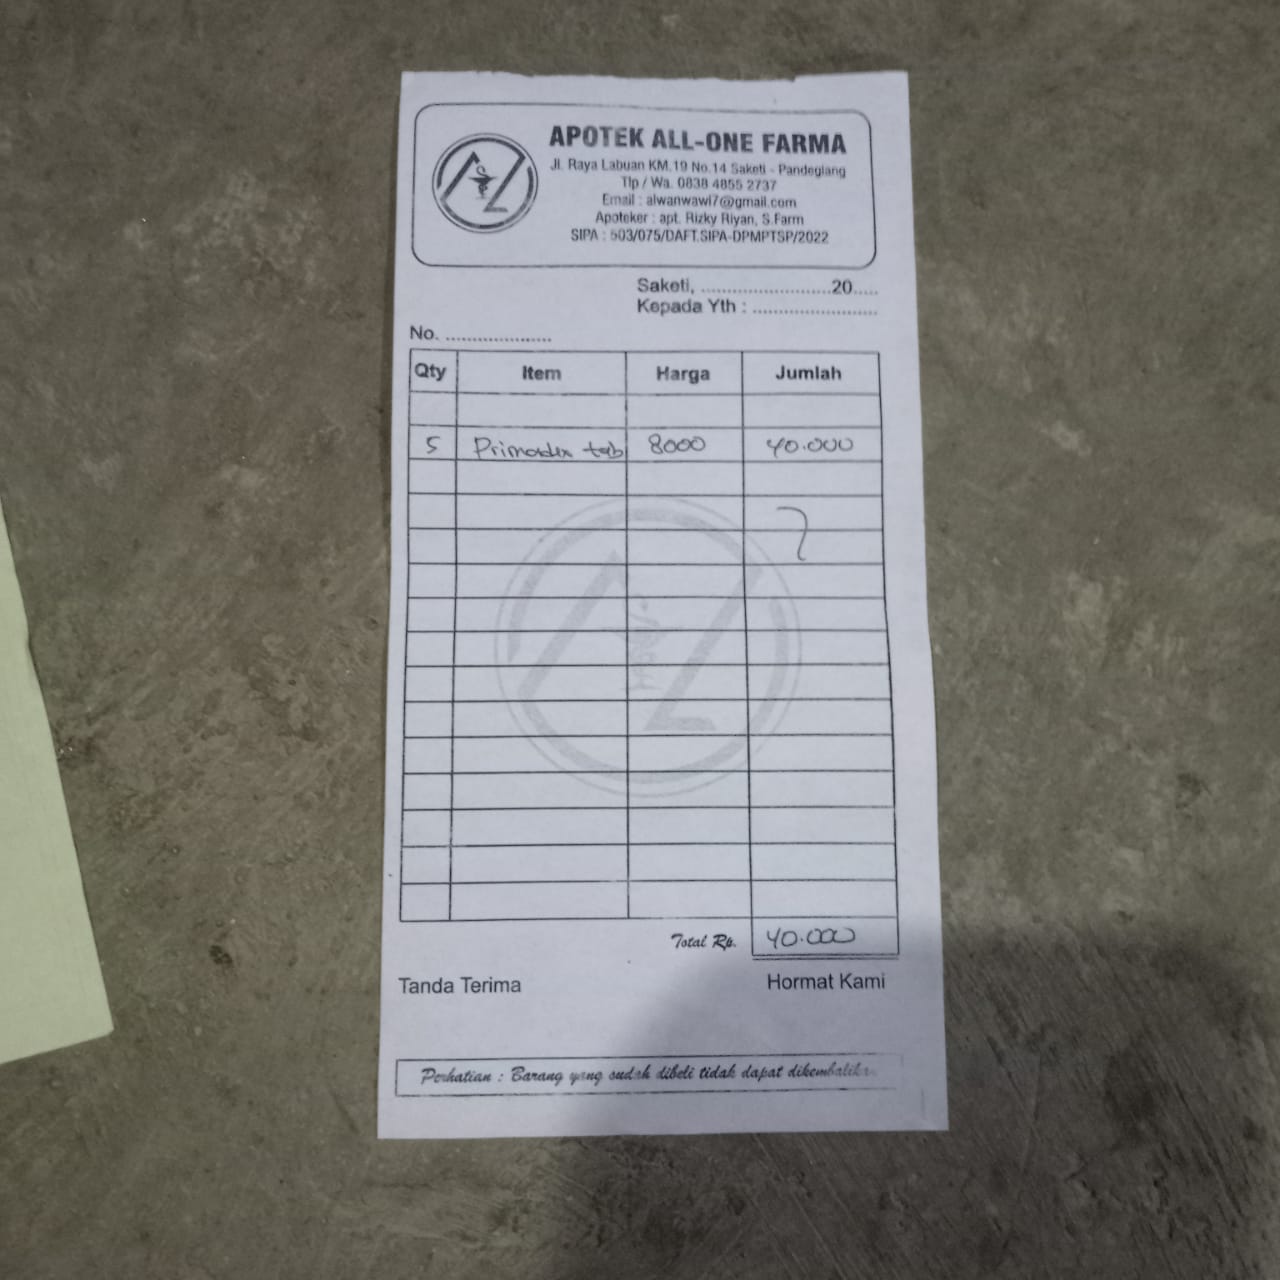 APOTEK ALL-ONE FARMA
Jl. Raya Labuan KM.19 No.14 Saketi - Pandeglang
Tlp / Wa. 0838 4855 2737
Email : alwanwawi7@gmail.com
Apoteker : apt. Rizky Riyan, S.Farm
SIPA : 503/075/DAFT.SIPA-DPMPTSP/2022
Saketi, ........................20.....
Kepada Yth : ........................
No. ....................
Qty Item Harga Jumlah
5 Primadex tab 8000 40.000
Total Rp. 40.000
Tanda Terima Hormat Kami
Perhatian : Barang yang sudah dibeli tidak dapat